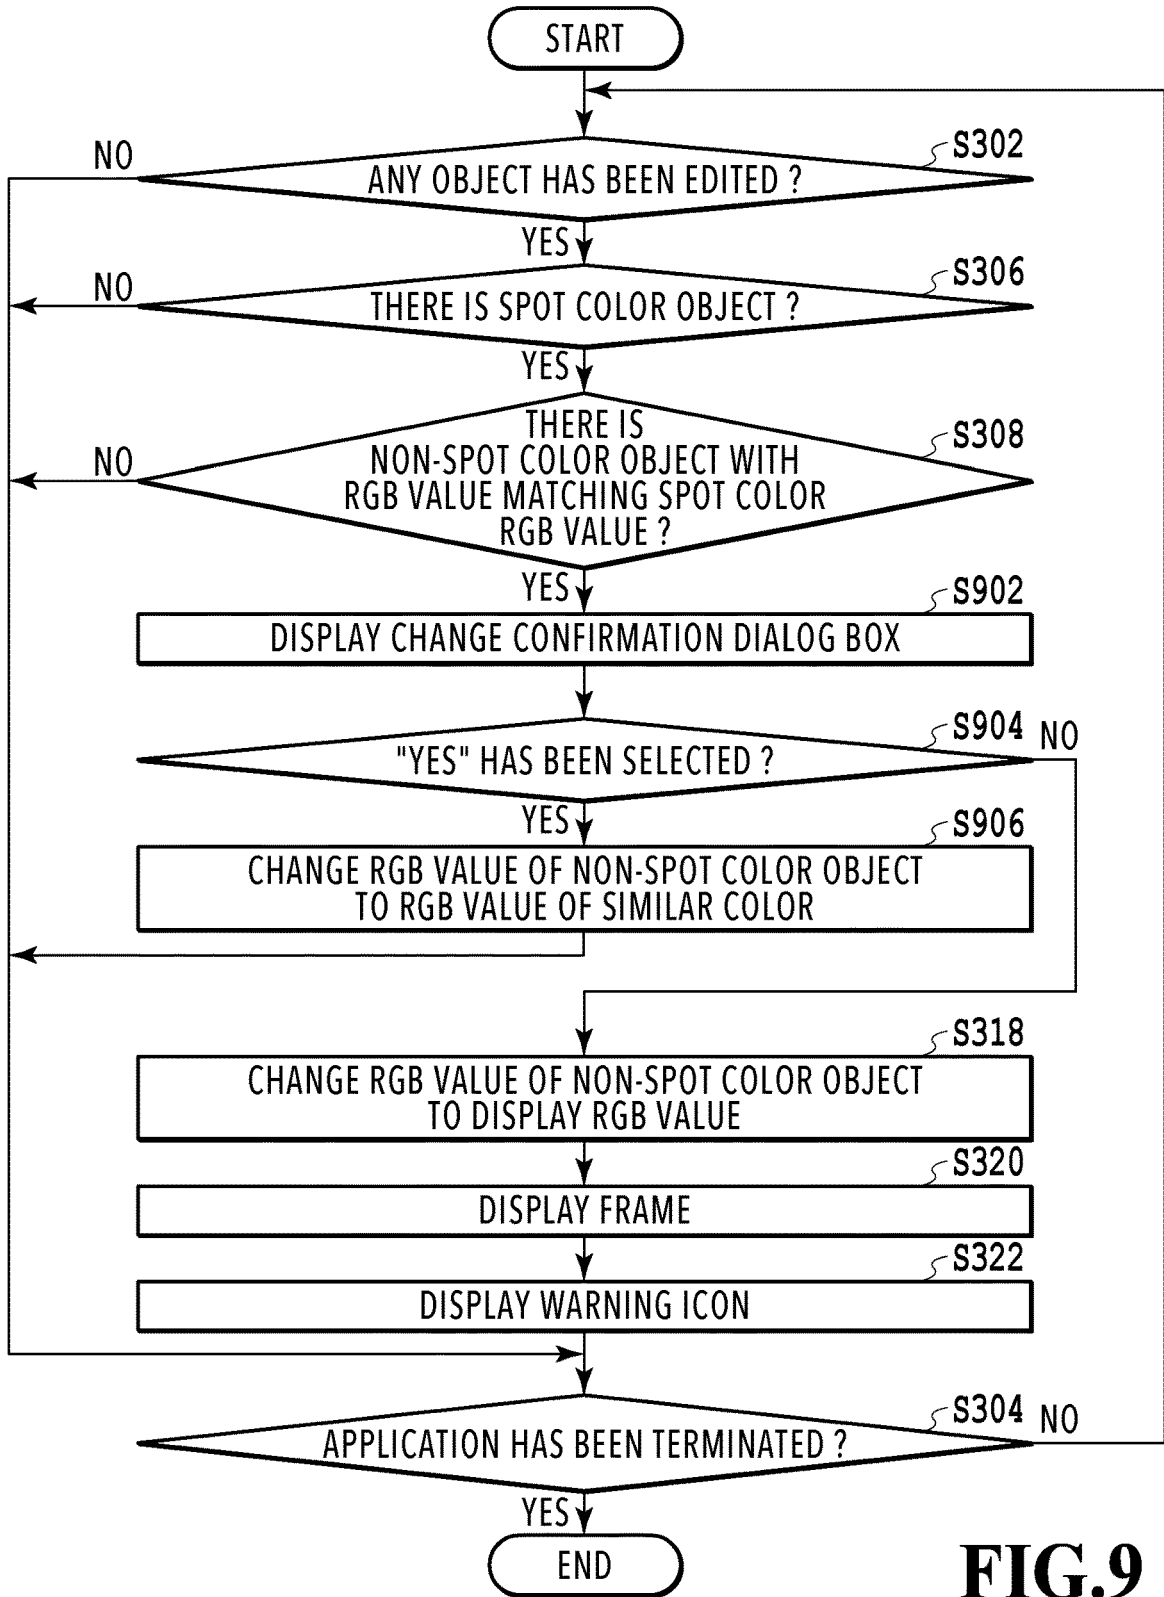 START
S302
NO
ANY OBJECT HAS BEEN EDITED ?
YES
S306
NO
THERE IS SPOT COLOR OBJECT ?
YES
S308
NO
THERE IS
NON-SPOT COLOR OBJECT WITH
RGB VALUE MATCHING SPOT COLOR
RGB VALUE ?
YES
S902
DISPLAY CHANGE CONFIRMATION DIALOG BOX
S904
NO
"YES" HAS BEEN SELECTED ?
YES
S906
CHANGE RGB VALUE OF NON-SPOT COLOR OBJECT
TO RGB VALUE OF SIMILAR COLOR
S318
CHANGE RGB VALUE OF NON-SPOT COLOR OBJECT
TO DISPLAY RGB VALUE
S320
DISPLAY FRAME
S322
DISPLAY WARNING ICON
S304
NO
APPLICATION HAS BEEN TERMINATED ?
YES
END
FIG.9